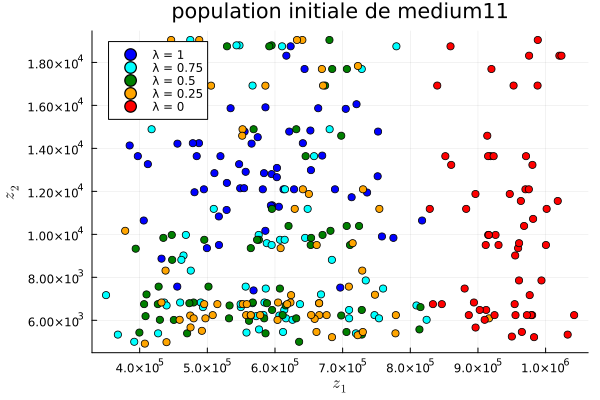 population initiale de medium11
λ = 1
λ = 0.75
λ = 0.5
λ = 0.25
λ = 0
1.80×10⁴
1.60×10⁴
1.40×10⁴
1.20×10⁴
1.00×10⁴
8.00×10³
6.00×10³
z₂
4.0×10⁵ 5.0×10⁵ 6.0×10⁵ 7.0×10⁵ 8.0×10⁵ 9.0×10⁵ 1.0×10⁶
z₁